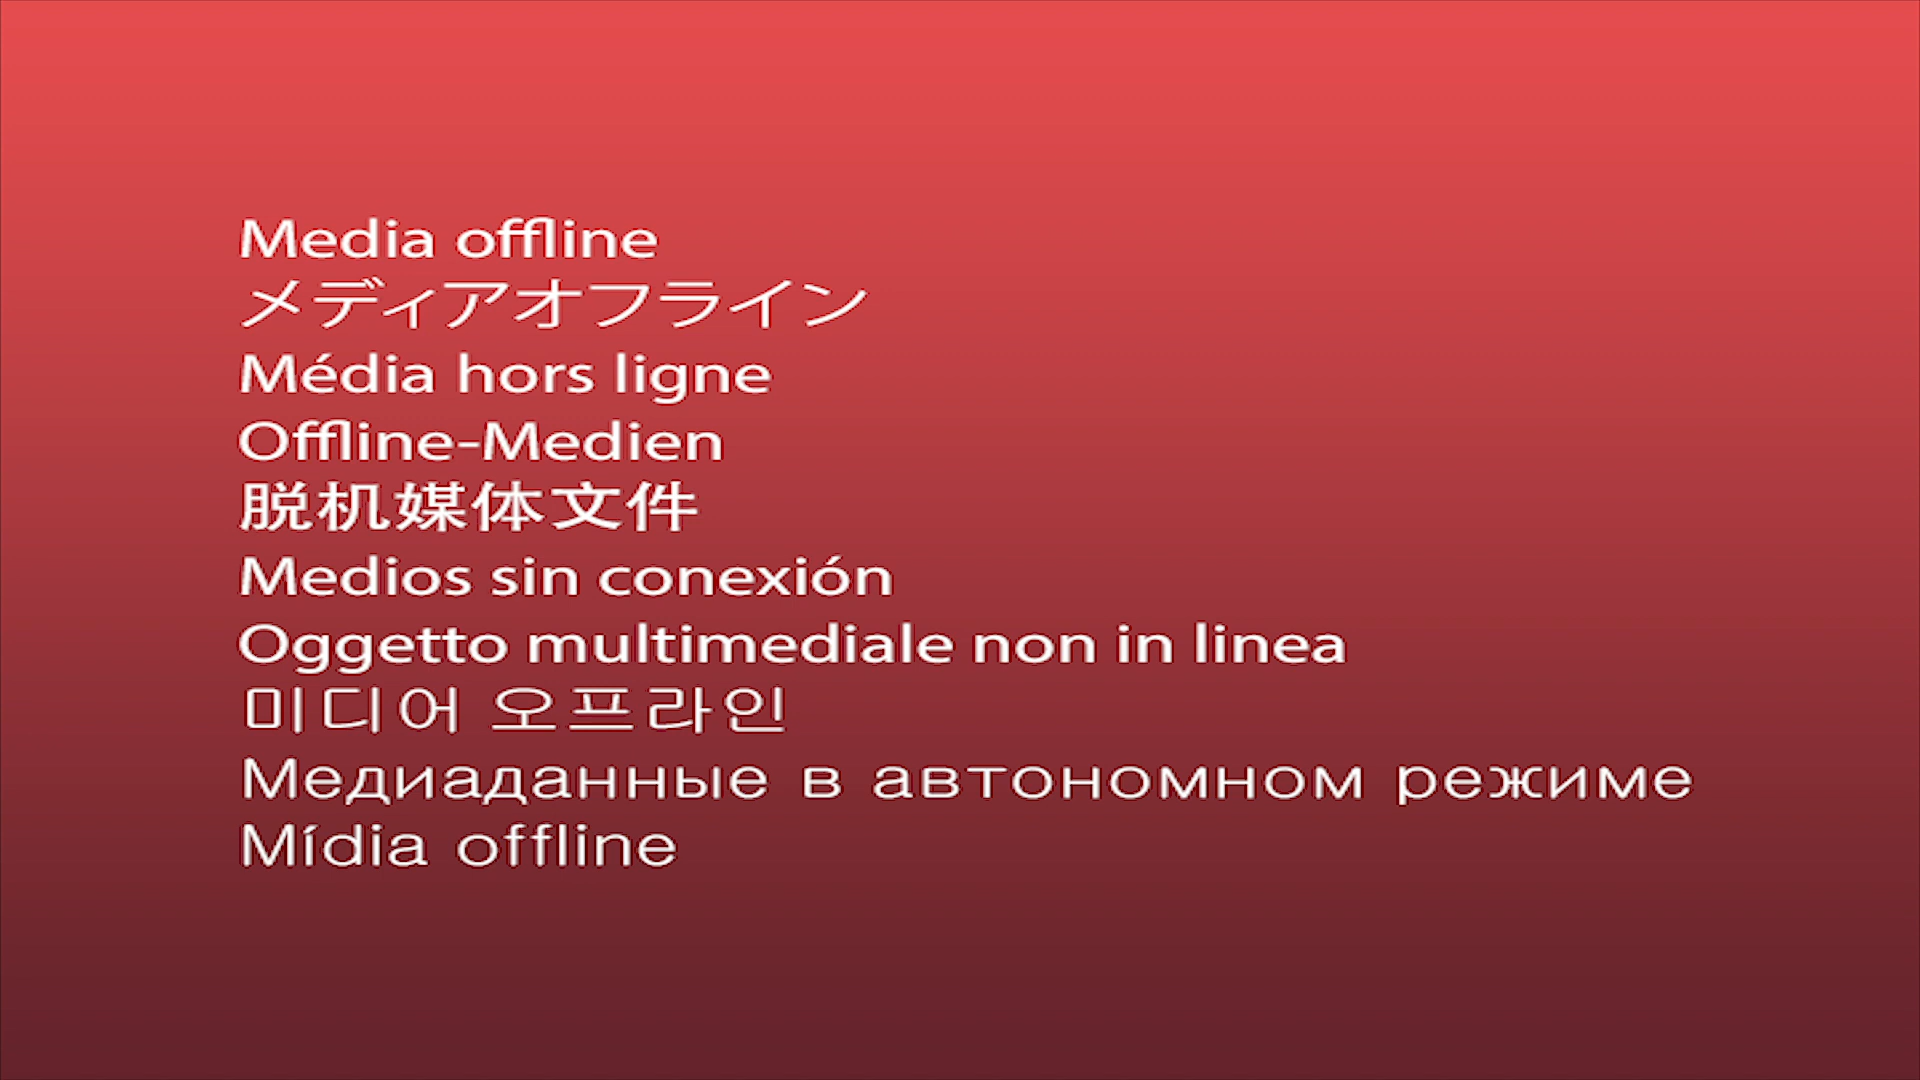 Media offline
メディアオフライン
Média hors ligne
Offline-Medien
脱机媒体文件
Medios sin conexión
Oggetto multimediale non in linea
미디어 오프라인
Медиаданные в автономном режиме
Mídia offline